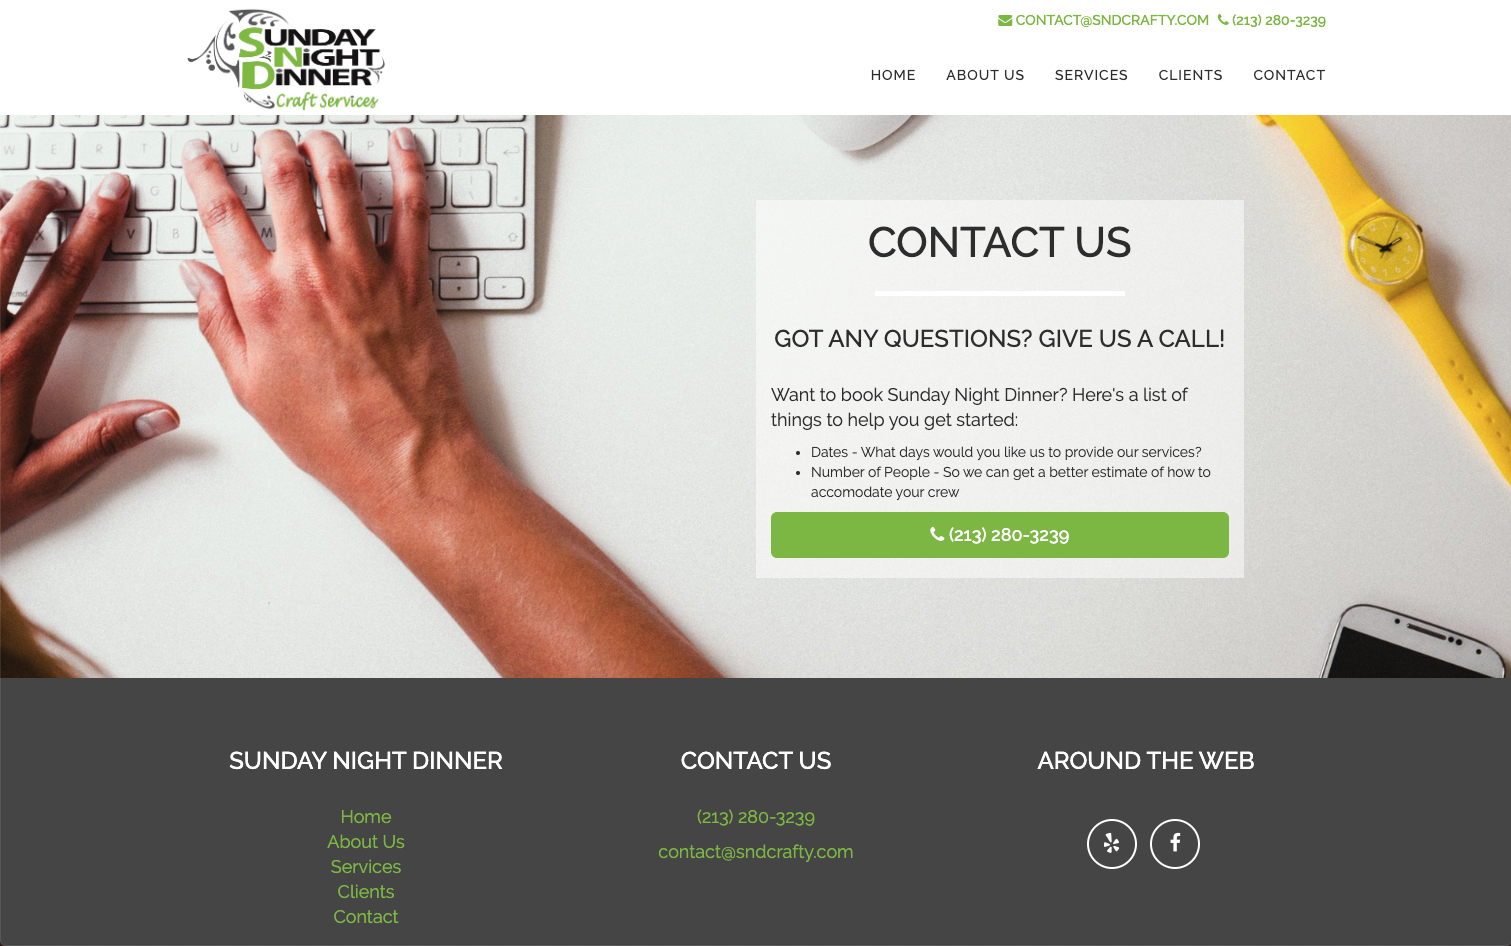 SUNDAY
NIGHT
DINNER
Craft Services
CONTACT@SNDCRAFTY.COM (213) 280-3239
HOME ABOUT US SERVICES CLIENTS CONTACT
W E R T
V B M
cmd
CONTACT US
GOT ANY QUESTIONS? GIVE US A CALL!
Want to book Sunday Night Dinner? Here's a list of
things to help you get started:
• Dates - What days would you like us to provide our services?
• Number of People - So we can get a better estimate of how to
accomodate your crew
(213) 280-3239
SUNDAY NIGHT DINNER
Home
About Us
Services
Clients
Contact
CONTACT US
(213) 280-3239
contact@sndcrafty.com
AROUND THE WEB